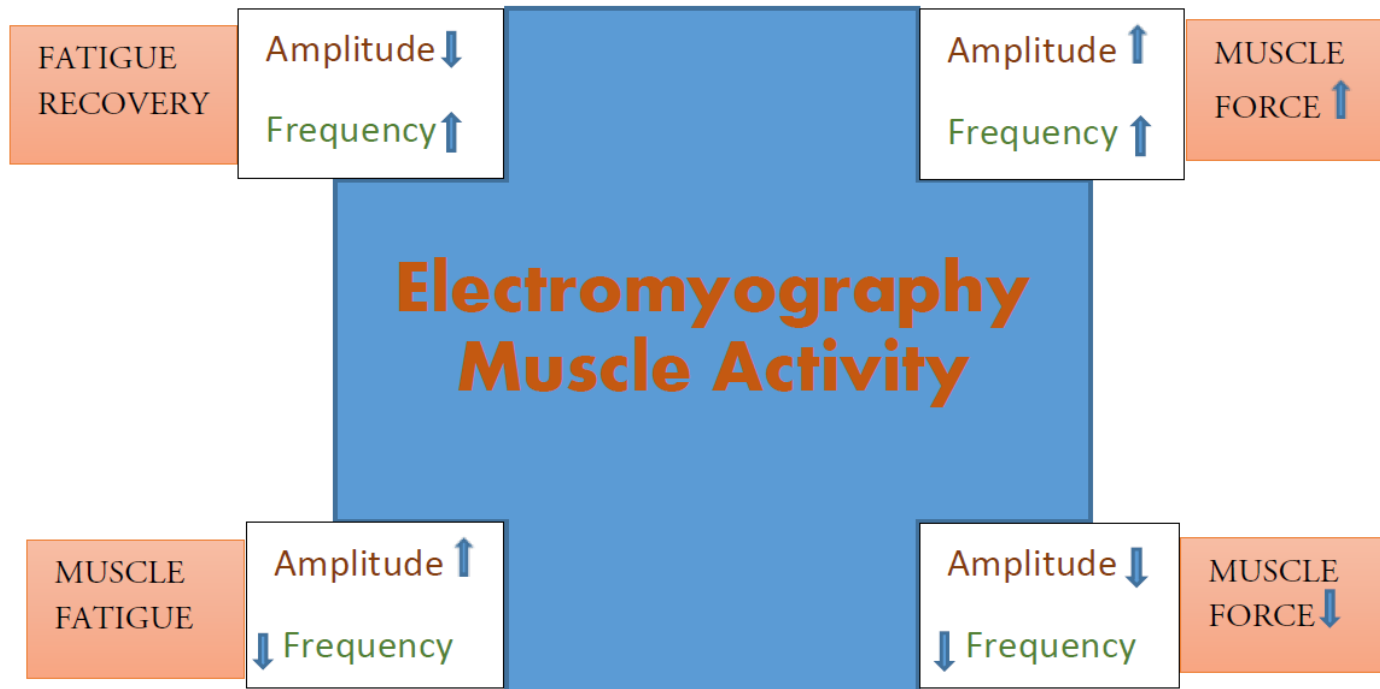 FATIGUE
RECOVERY
Amplitude
Frequency
Amplitude
Frequency
MUSCLE
FORCE
Electromyography
Muscle Activity
MUSCLE
FATIGUE
Amplitude
Frequency
Amplitude
Frequency
MUSCLE
FORCE